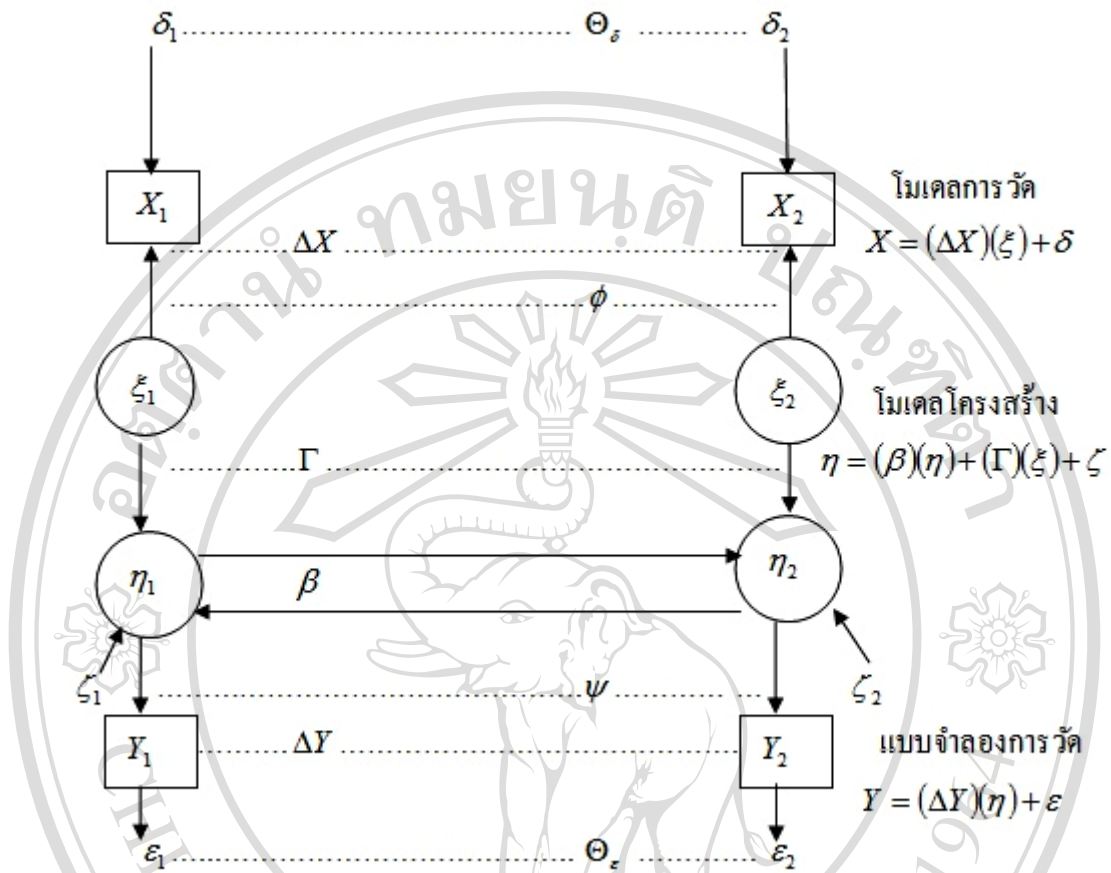 δ₁ ........ Θ_δ ........ δ₂
X₁
X₂
โมเดลการวัด
ΔX
X = (ΔX)(ξ) + δ
ϕ
ξ₁
ξ₂
โมเดลโครงสร้าง
Γ
η = (β)(η) + (Γ)(ξ) + ζ
η₁
β
η₂
ζ₁
ψ
ζ₂
Y₁
ΔY
Y₂
แบบจำลองการวัด
Y = (ΔY)(η) + ε
ε₁ ........ Θ_ε ........ ε₂